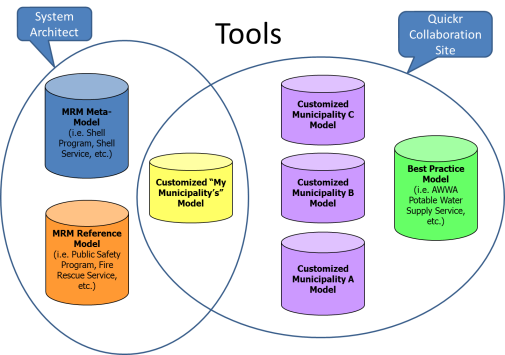 System
Architect
Tools
Quickr
Collaboration
Site
MRM Meta-
Model
(i.e. Shell
Program, Shell
Service, etc.)
MRM Reference
Model
(i.e. Public Safety
Program, Fire
Rescue Service,
etc.)
Customized "My
Municipality's"
Model
Customized
Municipality C
Model
Customized
Municipality B
Model
Customized
Municipality A
Model
Best Practice
Model
(i.e. AWWA
Potable Water
Supply Service,
etc.)